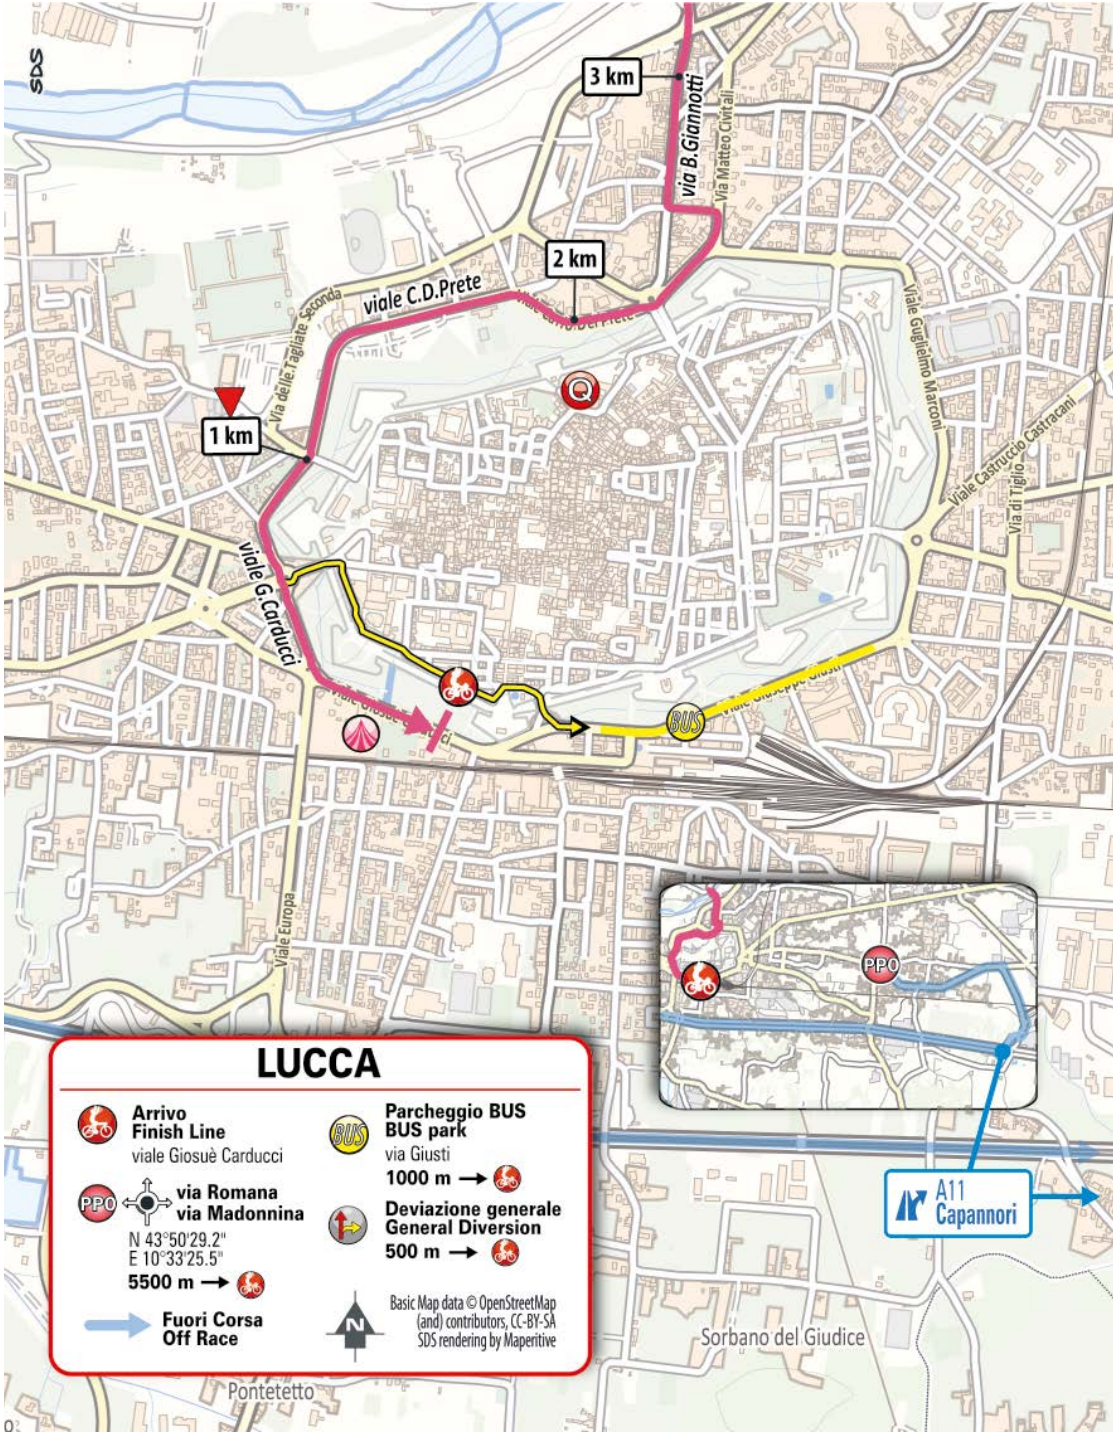 SDS
3 km
via B.Giannotti
Via Matteo Civitali
2 km
viale C.D.Prete
Via delle Tagliate Seconda
Viale Guglielmo Marconi
Q
1 km
Viale Castruccio Castracani
Via di Tiglio
viale G.Carducci
Viale Giuseppe Giusti
BUS
Viale Europa
PPO
LUCCA
Arrivo
Finish Line
viale Giosuè Carducci
PPO
via Romana
via Madonnina
N 43°50'29.2"
E 10°33'25.5"
5500 m
Fuori Corsa
Off Race
BUS
Parcheggio BUS
BUS park
via Giusti
1000 m
Deviazione generale
General Diversion
500 m
N
Basic Map data © OpenStreetMap
(and) contributors, CC-BY-SA
SDS rendering by Maperitive
A11
Capannori
Sorbano del Giudice
Pontetetto